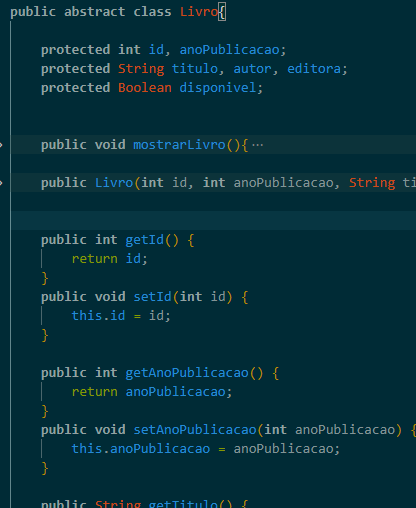 public abstract class Livro{
protected int id, anoPublicacao;
protected String titulo, autor, editora;
protected Boolean disponivel;
public void mostrarLivro(){ ...
public Livro(int id, int anoPublicacao, String ti
public int getId() {
return id;
}
public void setId(int id) {
this.id = id;
}
public int getAnoPublicacao() {
return anoPublicacao;
}
public void setAnoPublicacao(int anoPublicacao) {
this.anoPublicacao = anoPublicacao;
}
public String getTitulo() {